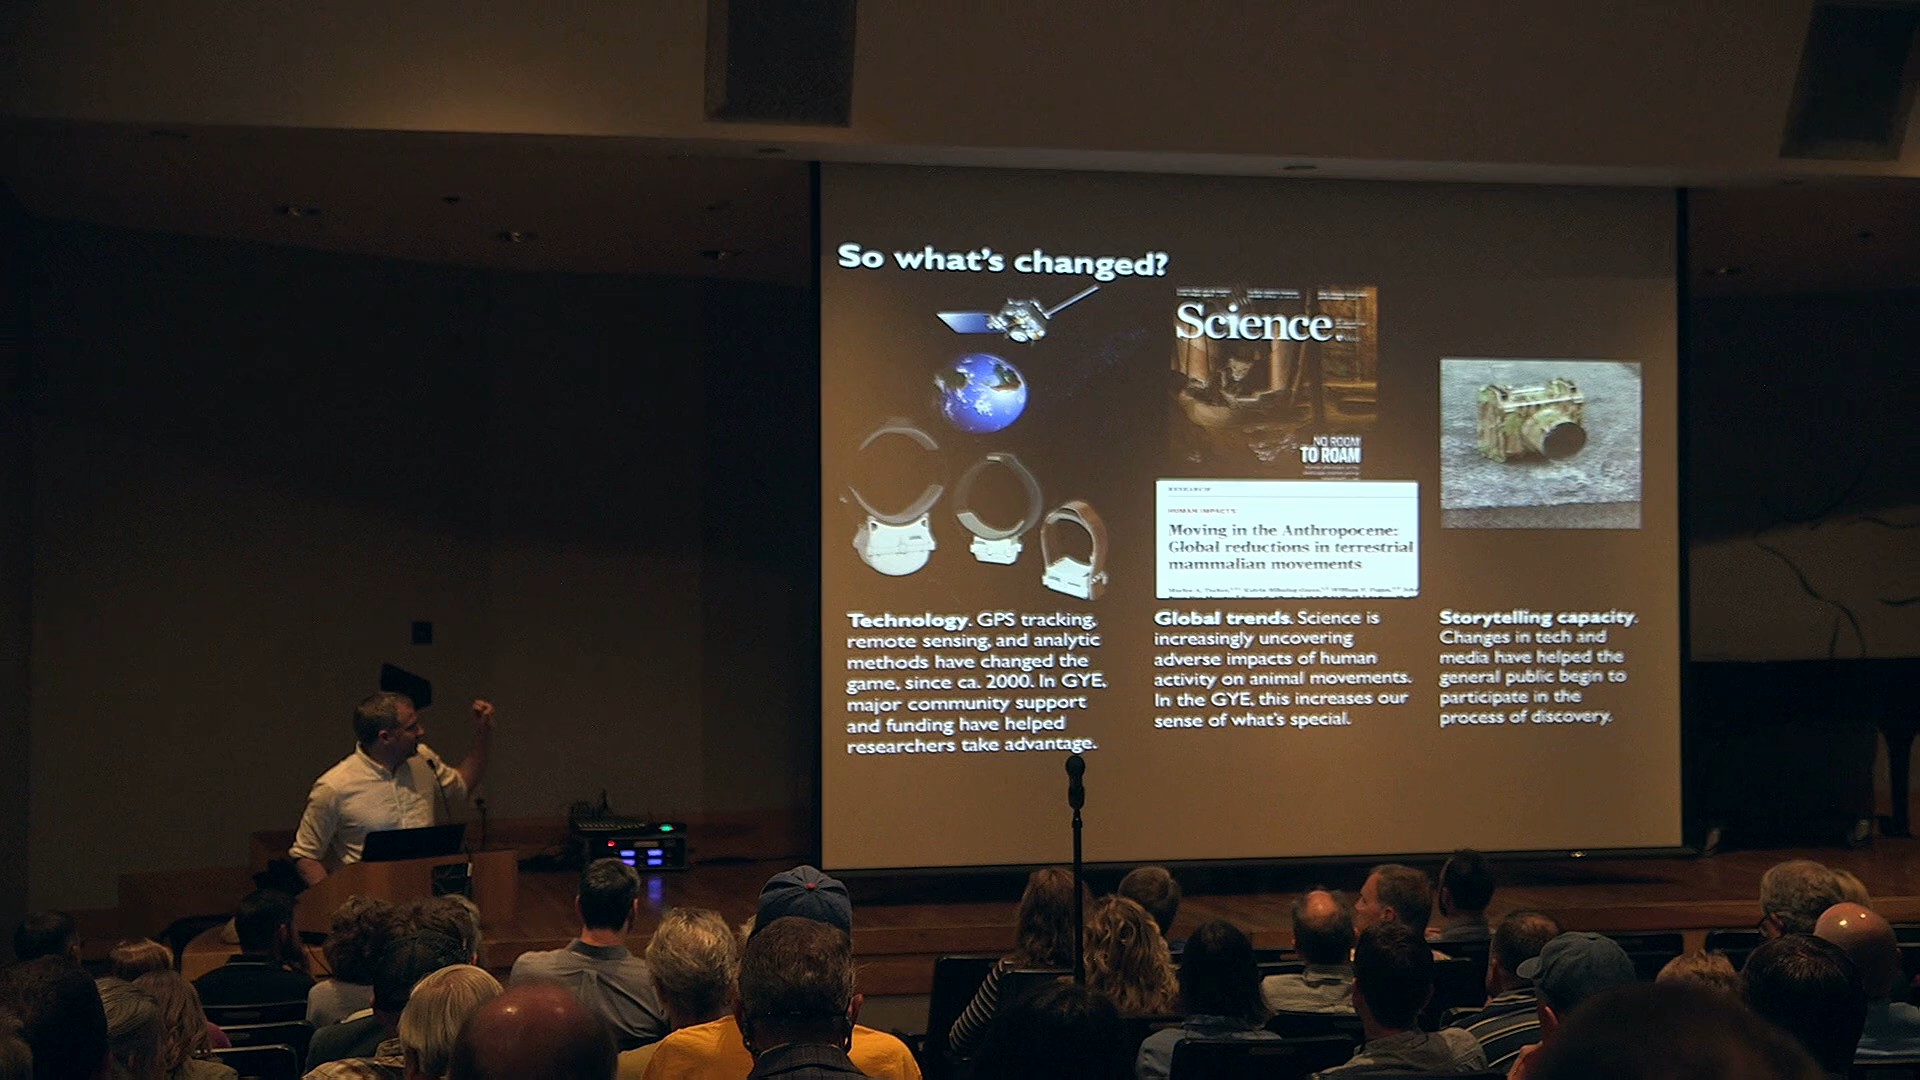 So what's changed?
Science
NO ROOM
TO ROAM
RESEARCH
HUMAN IMPACTS
Moving in the Anthropocene:
Global reductions in terrestrial
mammalian movements
Technology. GPS tracking,
remote sensing, and analytic
methods have changed the
game, since ca. 2000. In GYE,
major community support
and funding have helped
researchers take advantage.
Global trends. Science is
increasingly uncovering
adverse impacts of human
activity on animal movements.
In the GYE, this increases our
sense of what's special.
Storytelling capacity.
Changes in tech and
media have helped the
general public begin to
participate in the
process of discovery.